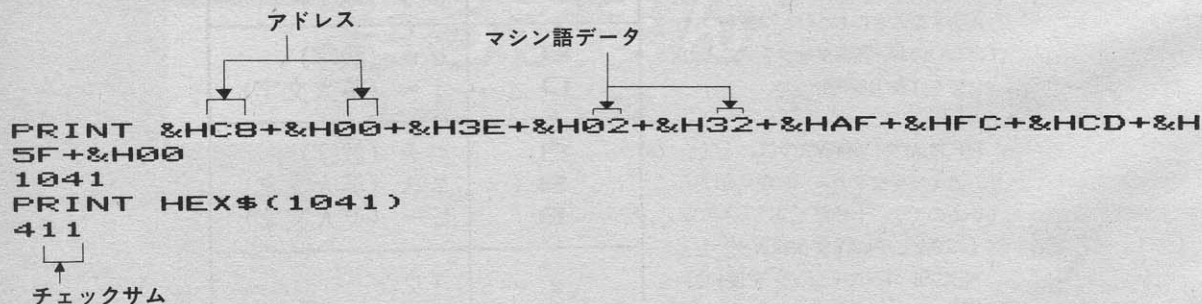 アドレス
マシン語データ
PRINT &HC8+&H00+&H3E+&H02+&H32+&HAF+&HFC+&HCD+&H
5F+&H00
1041
PRINT HEX$(1041)
411
チェックサム